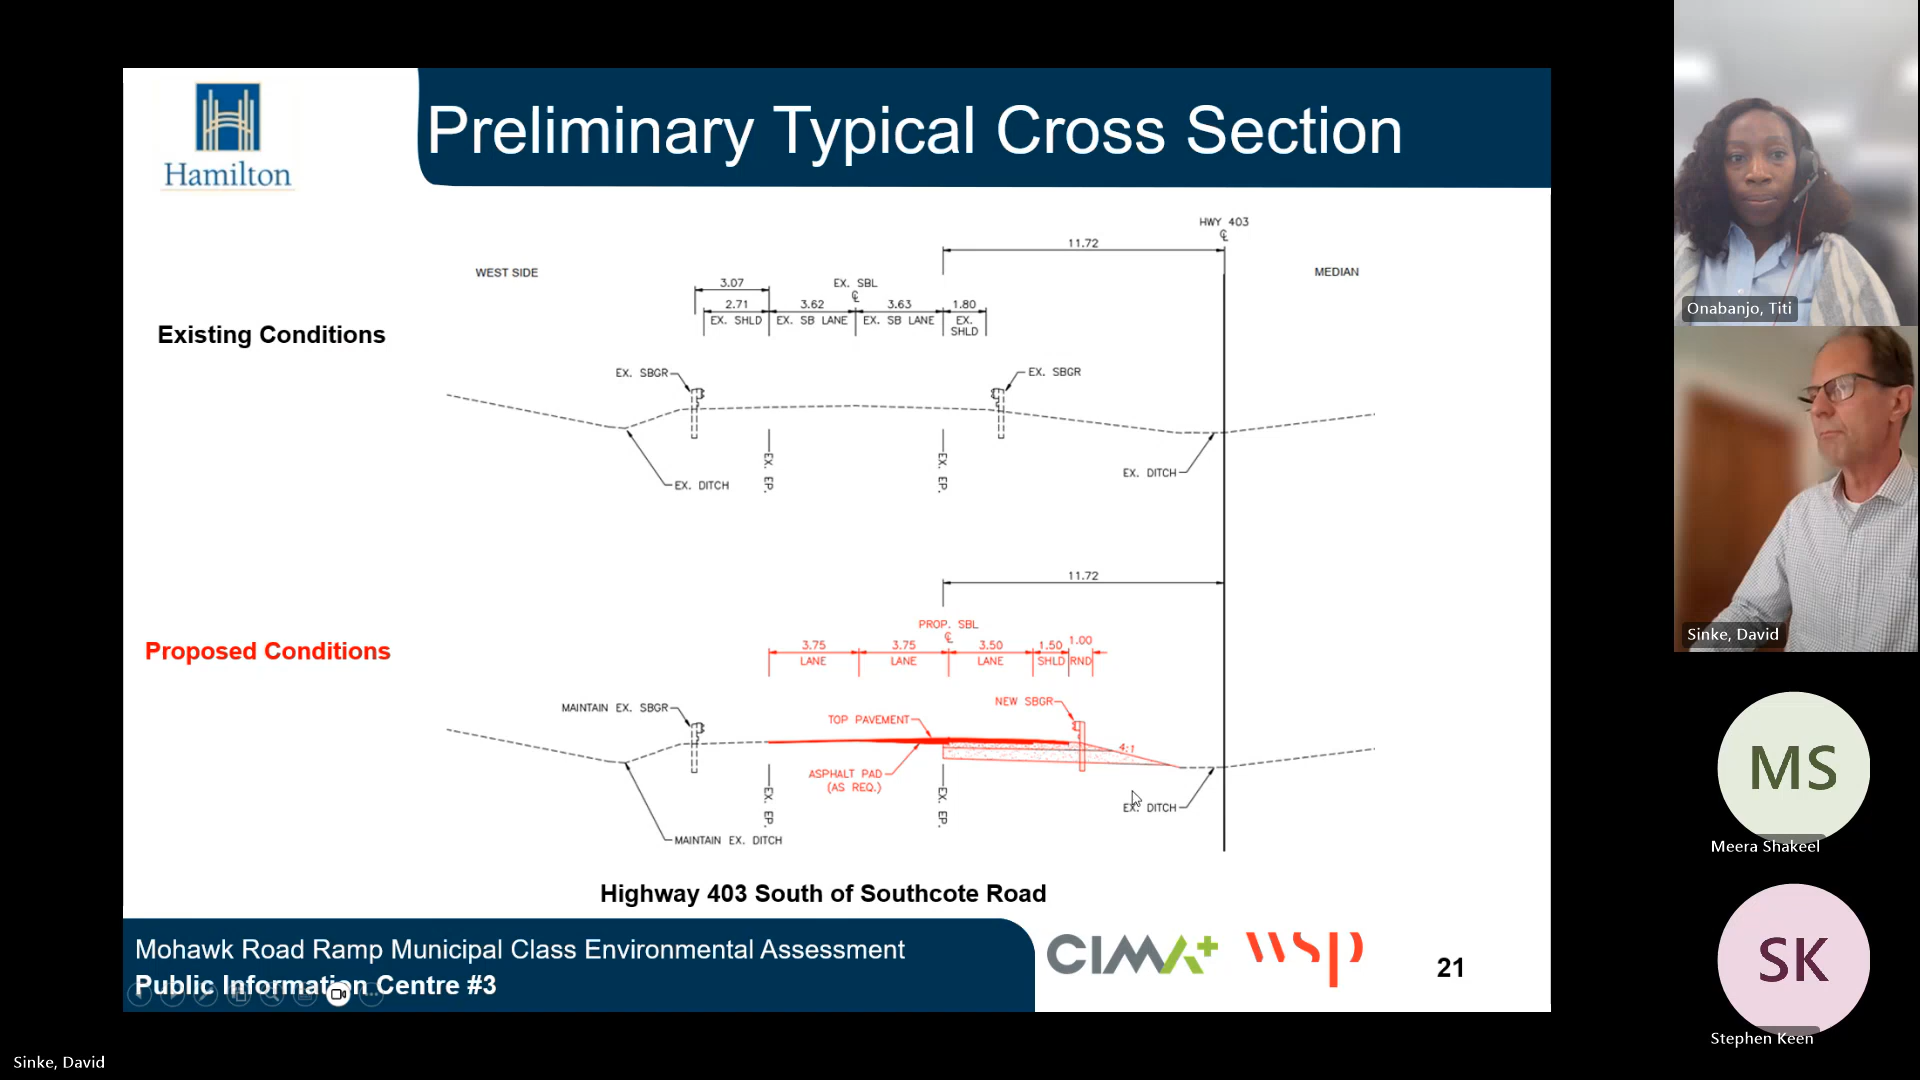 Hamilton
Preliminary Typical Cross Section
HWY 403
℄
11.72
WEST SIDE
MEDIAN
3.07
EX. SBL
℄
2.71
3.62
3.63
1.80
EX. SHLD
EX. SB LANE
EX. SB LANE
EX.
SHLD
Existing Conditions
EX. SBGR
EX. SBGR
EX. DITCH
EX. EP.
EX. EP.
EX. DITCH
11.72
PROP. SBL
℄
3.75
3.75
3.50
1.50
1.00
LANE
LANE
LANE
SHLD
RND
Proposed Conditions
MAINTAIN EX. SBGR
NEW SBGR
TOP PAVEMENT
4:1
ASPHALT PAD
(AS REQ.)
EX. EP.
EX. EP.
EX. DITCH
MAINTAIN EX. DITCH
Highway 403 South of Southcote Road
Mohawk Road Ramp Municipal Class Environmental Assessment
Public Information Centre #3
CIMA+
wsp
21
Onabanjo, Titi
Sinke, David
MS
Meera Shakeel
SK
Stephen Keen
Sinke, David